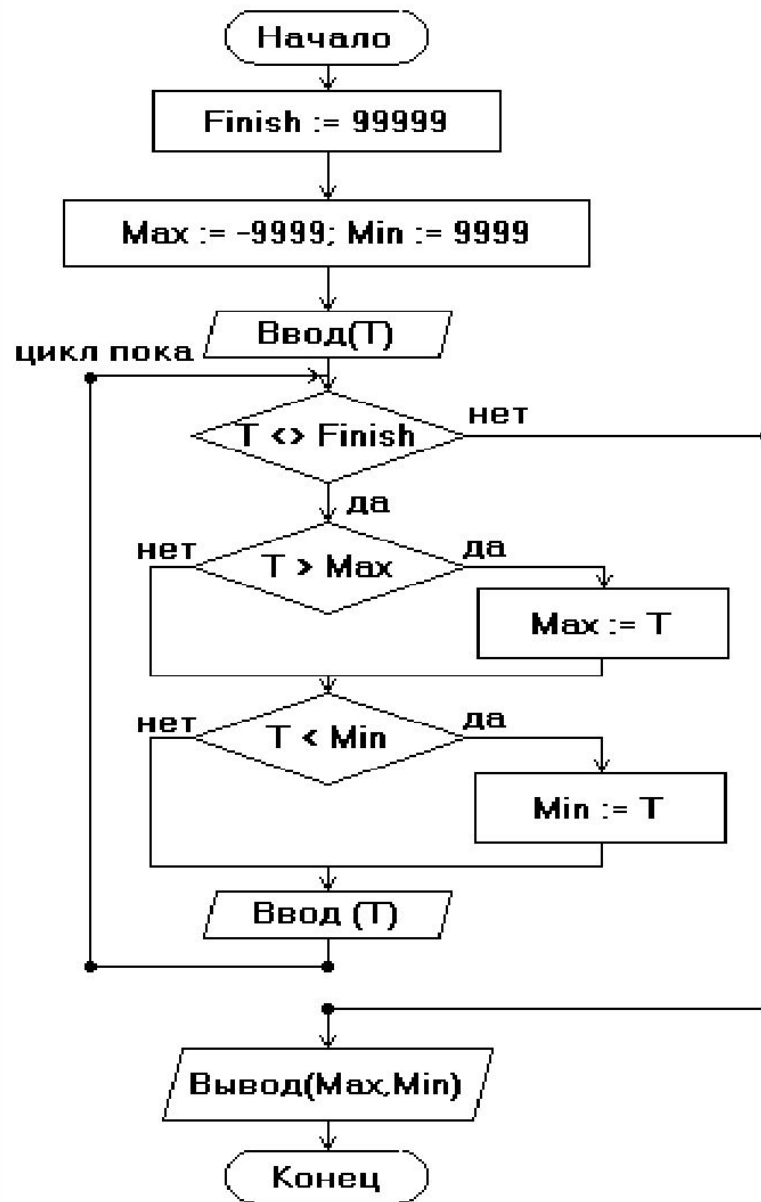 Начало
Finish := 99999
Max := -9999; Min := 9999
Ввод(T)
цикл пока
T <> Finish
нет
да
нет
T > Max
да
Max := T
нет
T < Min
да
Min := T
Ввод (T)
Вывод(Max,Min)
Конец